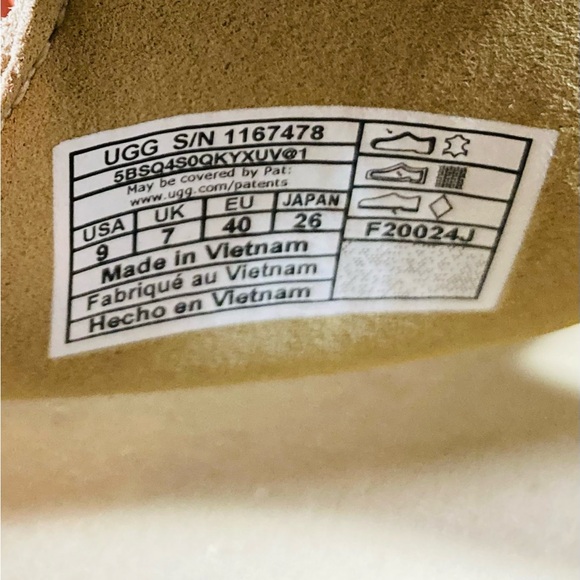 UGG S/N 1167478
5BSQ4S0QKYXUV@1
May be covered by Pat:
www.ugg.com/patents
USA UK EU JAPAN
9 7 40 26
Made in Vietnam
Fabriqué au Vietnam
Hecho en Vietnam
F20024J